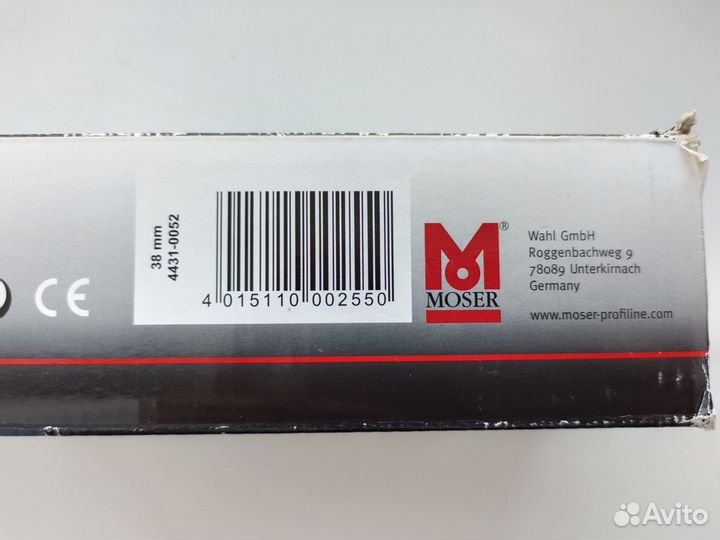 38 mm
4431-0052
4 015110 002550
MOSER
®
Wahl GmbH
Roggenbachweg 9
78089 Unterkirnach
Germany
www.moser-profiline.com
CE
Avito